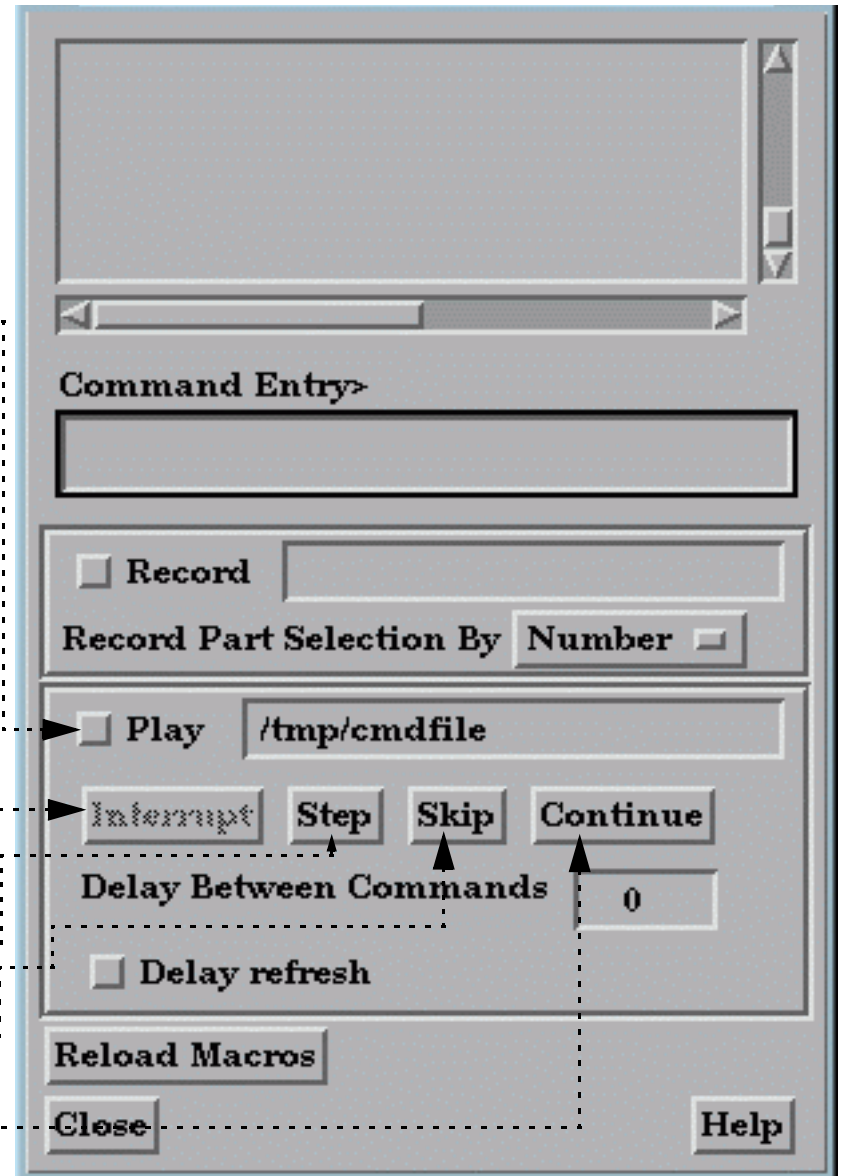 Command Entry>
Record
Record Part Selection By Number
Play /tmp/cmdfile
Interrupt Step Skip Continue
Delay Between Commands 0
Delay refresh
Reload Macros
Close Help